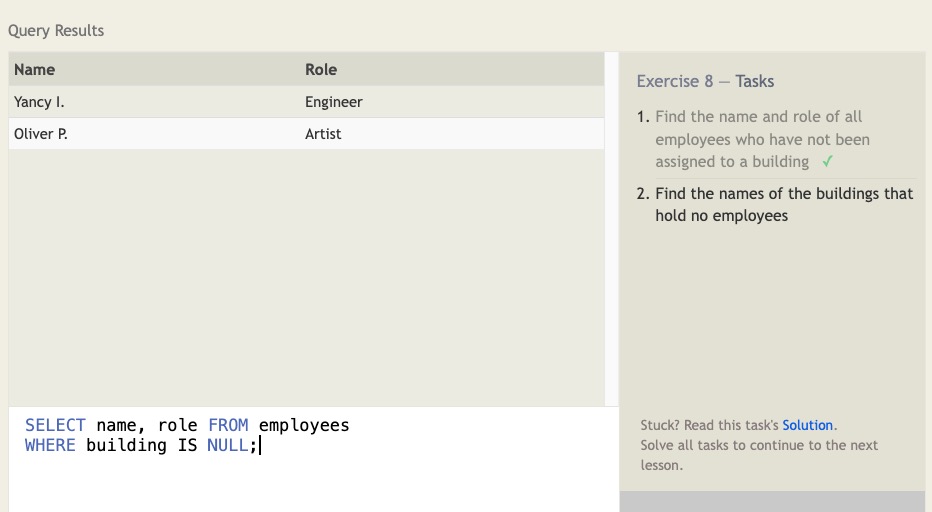 Query Results
Name Role
Yancy I. Engineer
Oliver P. Artist
SELECT name, role FROM employees
WHERE building IS NULL;
Exercise 8 — Tasks
1. Find the name and role of all
employees who have not been
assigned to a building ✓
2. Find the names of the buildings that
hold no employees
Stuck? Read this task's Solution.
Solve all tasks to continue to the next
lesson.